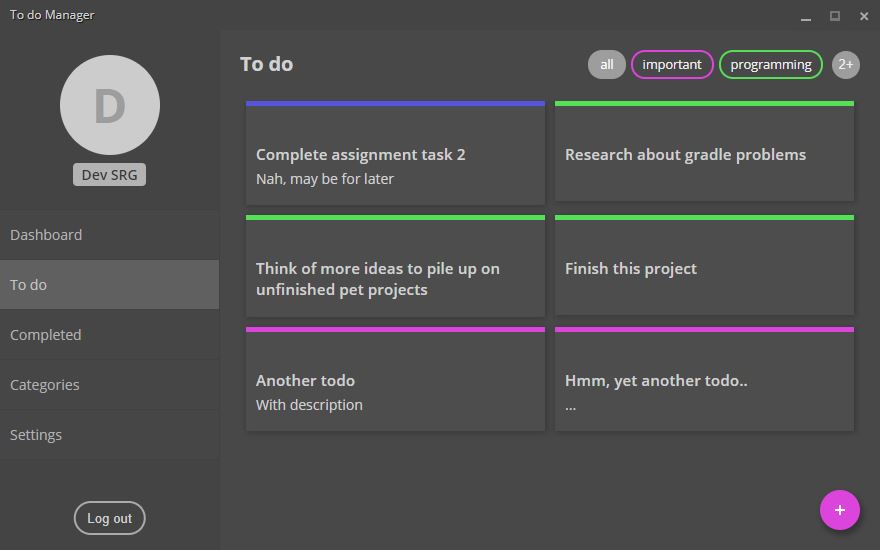 To do Manager
D
Dev SRG
Dashboard
To do
Completed
Categories
Settings
Log out
To do
all
important
programming
2+
Complete assignment task 2
Nah, may be for later
Research about gradle problems
Think of more ideas to pile up on
unfinished pet projects
Finish this project
Another todo
With description
Hmm, yet another todo..
...
+